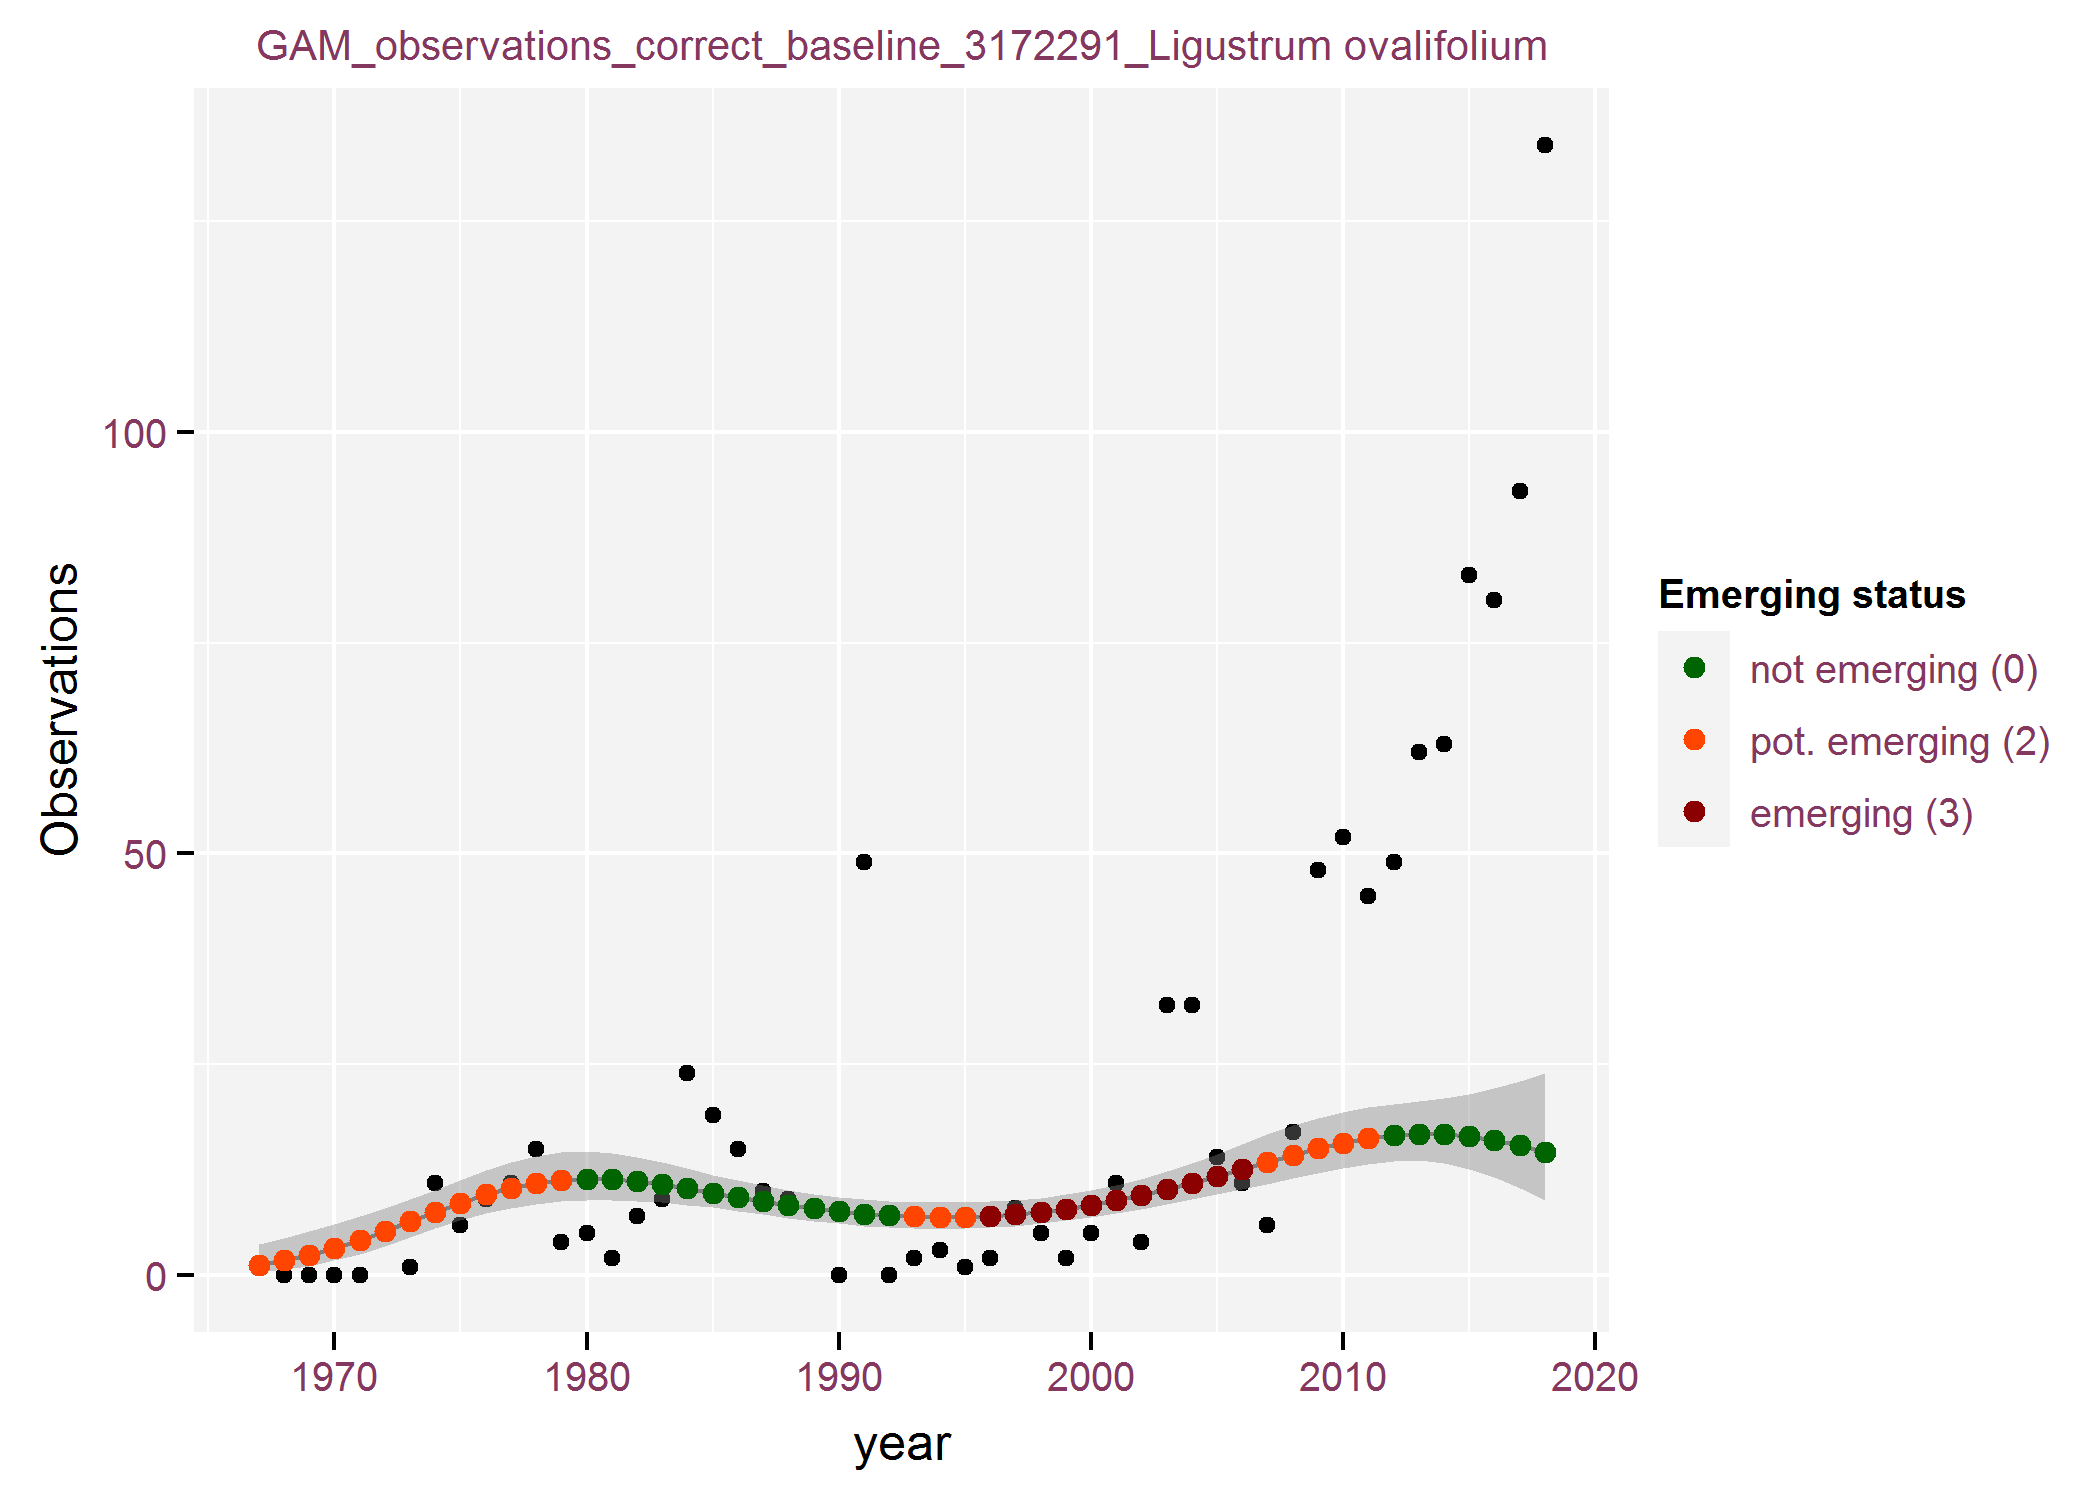 GAM_observations_correct_baseline_3172291_Ligustrum ovalifolium
Observations
100
50
0
1970 1980 1990 2000 2010 2020
year
Emerging status
not emerging (0)
pot. emerging (2)
emerging (3)